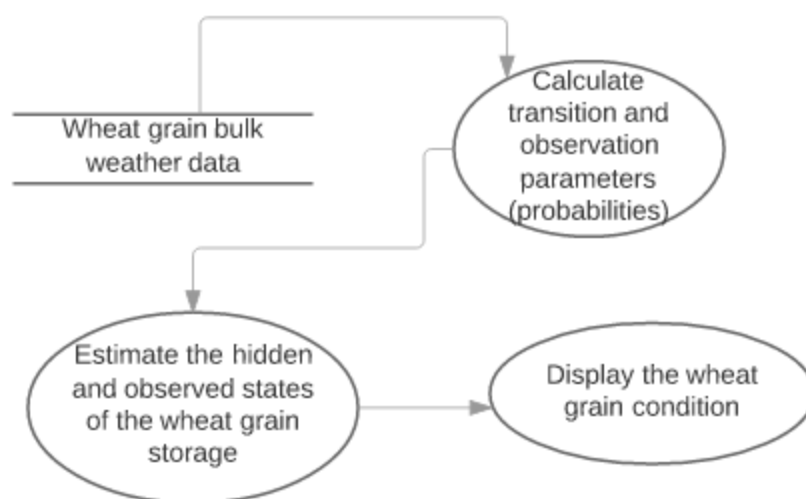 Wheat grain bulk
weather data
Calculate
transition and
observation
parameters
(probabilities)
Estimate the hidden
and observed states
of the wheat grain
storage
Display the wheat
grain condition